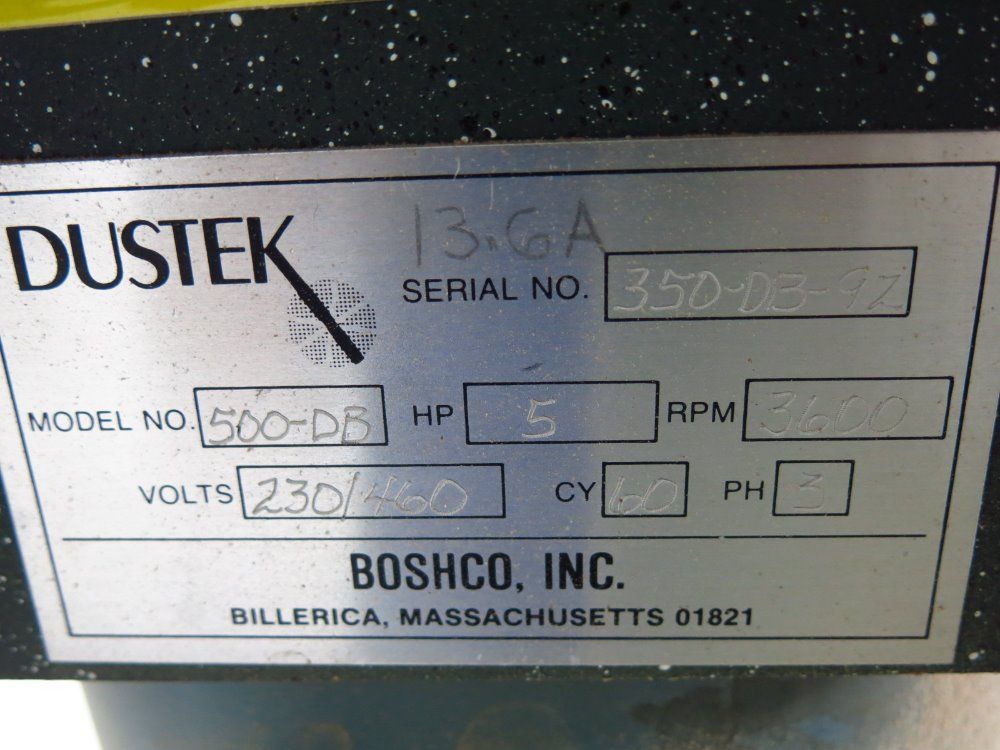 13.6A
DUSTEK
SERIAL NO. 350-DB-92
MODEL NO. 500-DB HP 5 RPM 3600
VOLTS 230/460 CY 60 PH 3
BOSHCO, INC.
BILLERICA, MASSACHUSETTS 01821